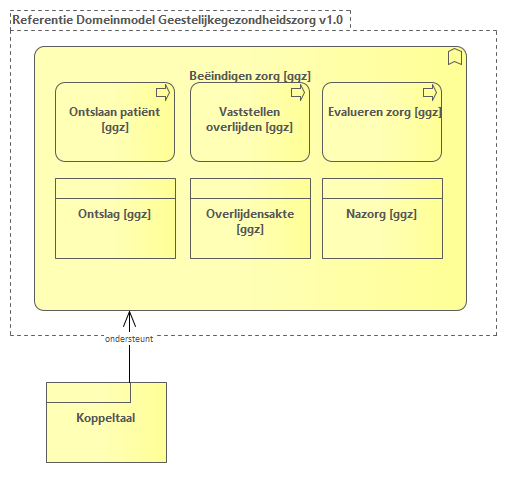 Referentie Domeinmodel Geestelijkegezondheidszorg v1.0
Beëindigen zorg [ggz]
Ontslaan patiënt
[ggz]
Vaststellen
overlijden [ggz]
Evalueren zorg [ggz]
Ontslag [ggz]
Overlijdensakte
[ggz]
Nazorg [ggz]
ondersteunt
Koppeltaal